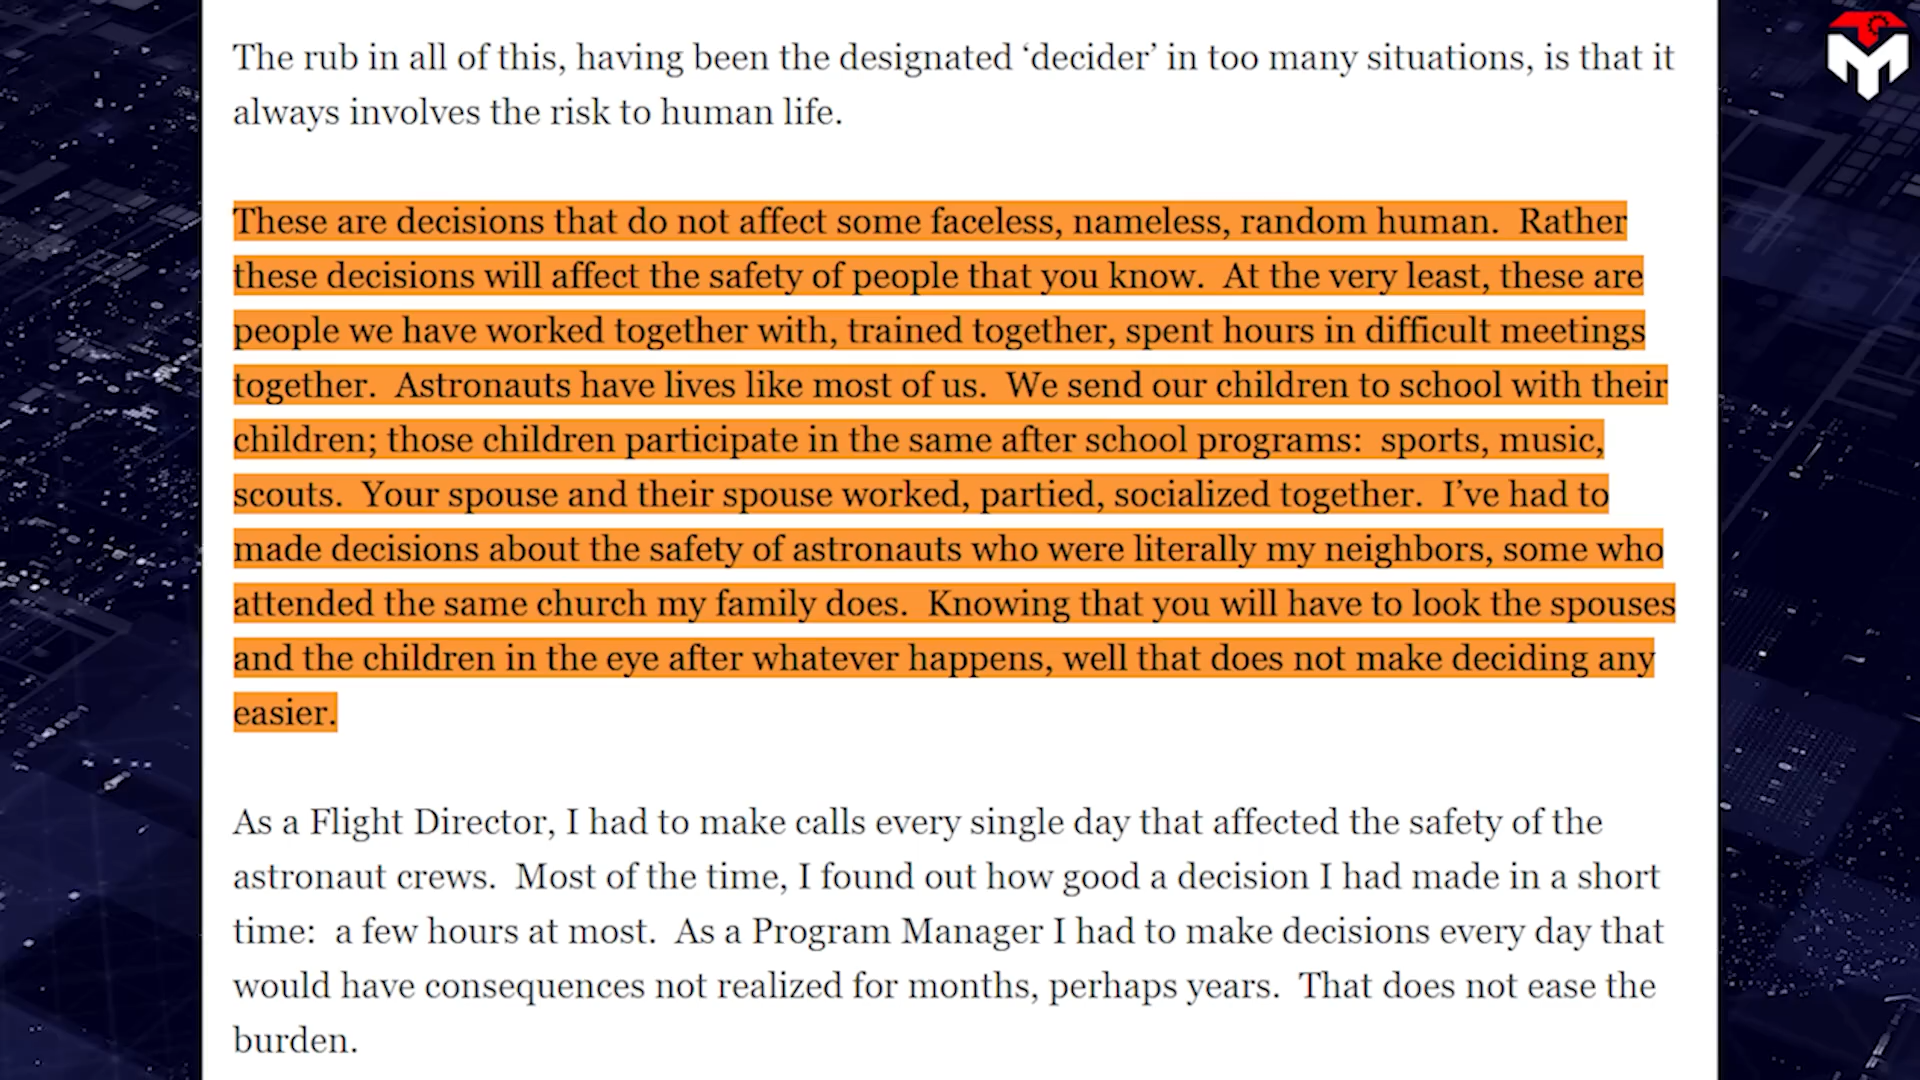 The rub in all of this, having been the designated ‘decider’ in too many situations, is that it
always involves the risk to human life.
These are decisions that do not affect some faceless, nameless, random human.  Rather
these decisions will affect the safety of people that you know.  At the very least, these are
people we have worked together with, trained together, spent hours in difficult meetings
together.  Astronauts have lives like most of us.  We send our children to school with their
children; those children participate in the same after school programs:  sports, music,
scouts.  Your spouse and their spouse worked, partied, socialized together.  I’ve had to
made decisions about the safety of astronauts who were literally my neighbors, some who
attended the same church my family does.  Knowing that you will have to look the spouses
and the children in the eye after whatever happens, well that does not make deciding any
easier.
As a Flight Director, I had to make calls every single day that affected the safety of the
astronaut crews.  Most of the time, I found out how good a decision I had made in a short
time:  a few hours at most.  As a Program Manager I had to make decisions every day that
would have consequences not realized for months, perhaps years.  That does not ease the
burden.